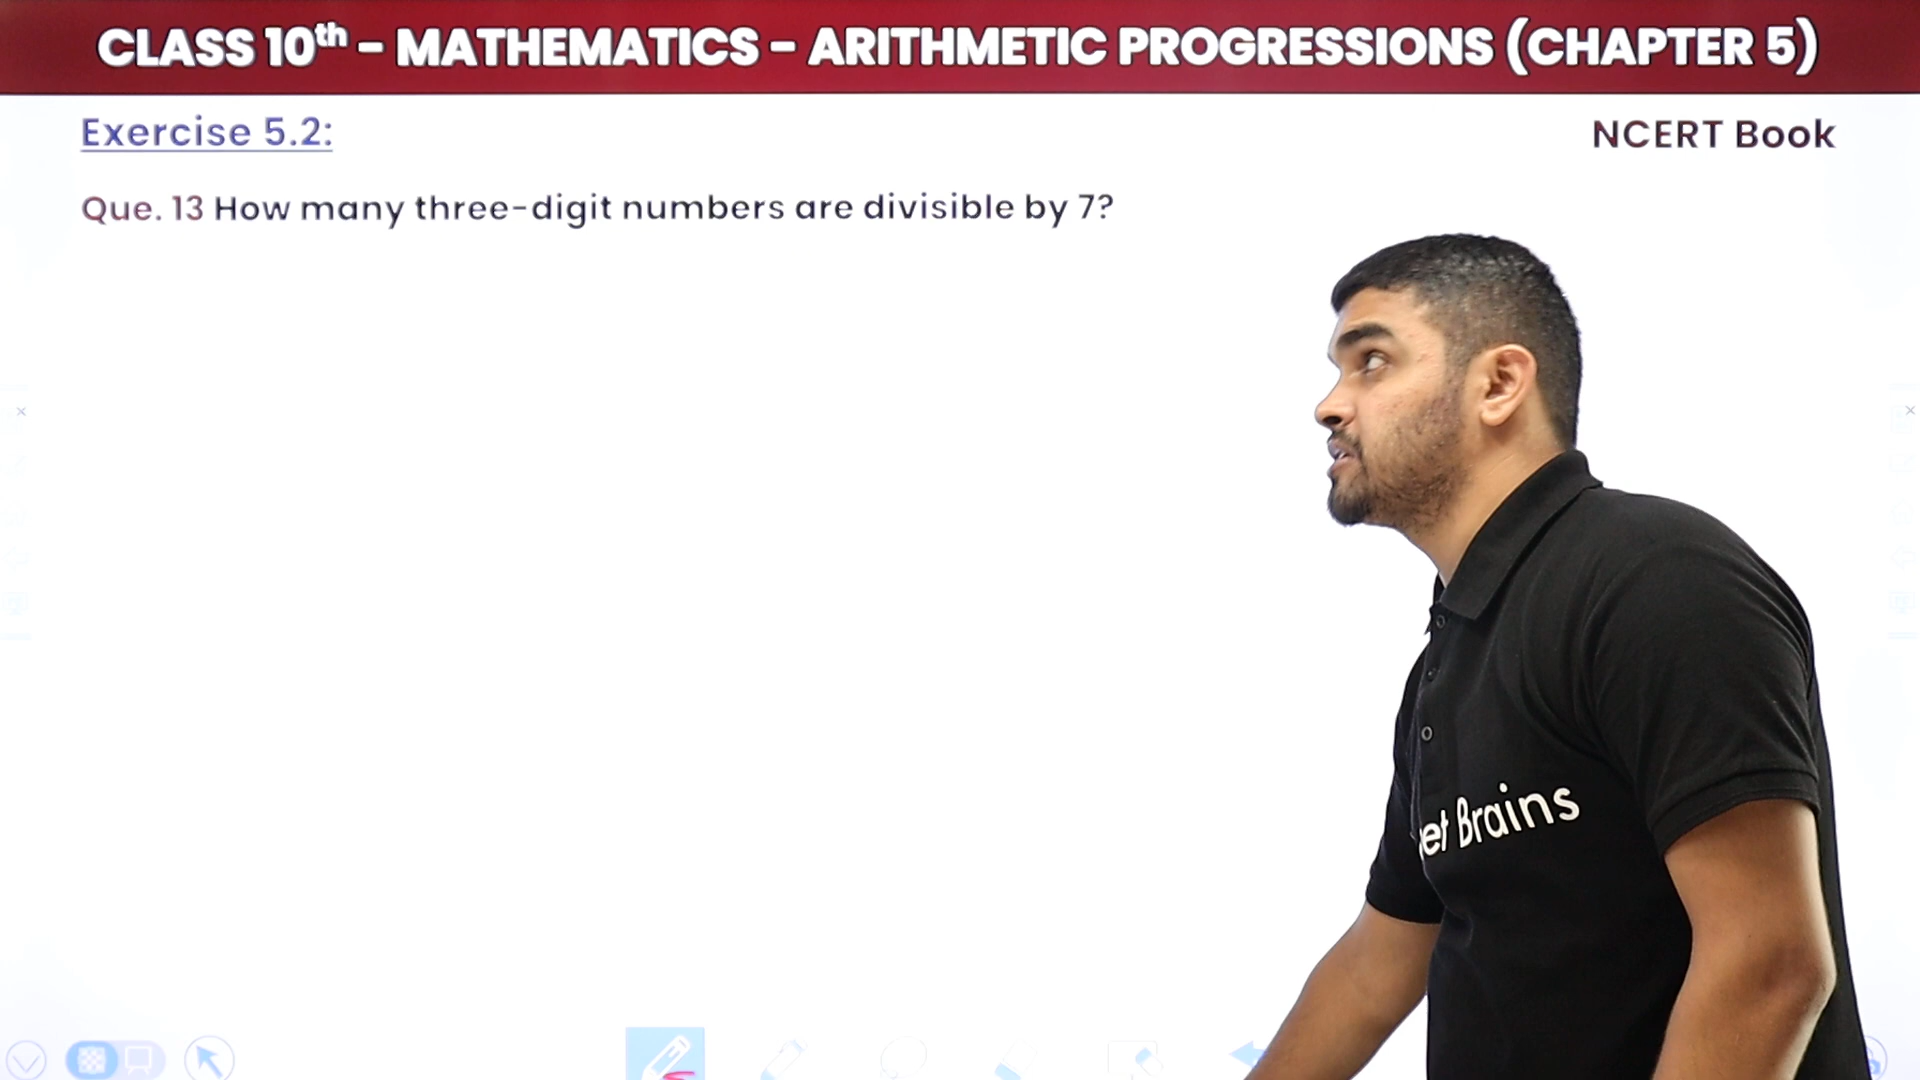 CLASS 10th – MATHEMATICS – ARITHMETIC PROGRESSIONS (CHAPTER 5)
Exercise 5.2:
NCERT Book
Que. 13 How many three-digit numbers are divisible by 7?
et Brains